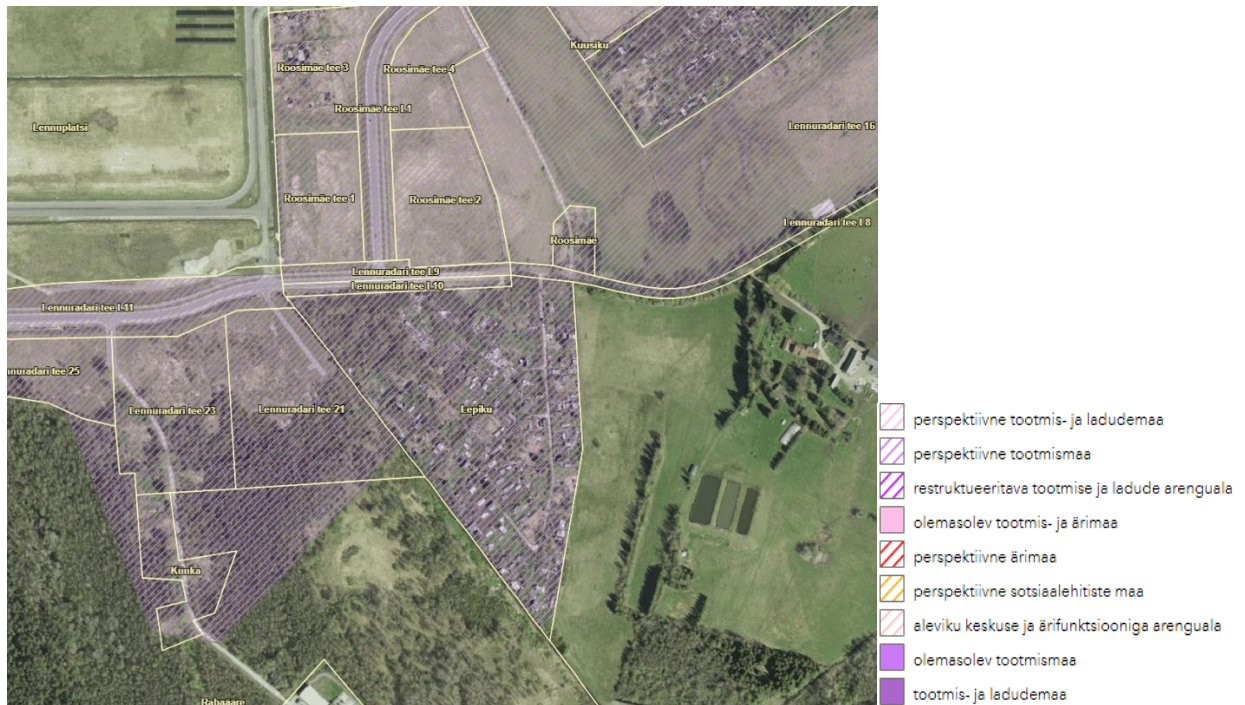 Roosimäe tee 3
Roosimäe tee 4
Kuusiku
Roosimäe tee L1
Lennuplatsi
Lennuradari tee 16
Roosimäe tee 1
Roosimäe tee 2
Lennuradari tee L8
Roosimäe
Lennuradari tee L9
Lennuradari tee L10
Lennuradari tee L11
nnuradari tee 25
Lennuradari tee 23
Lennuradari tee 21
Lepiku
Kiinka
Rabaääre
perspektiivne tootmis- ja ladudemaa
perspektiivne tootmismaa
restruktueeritava tootmise ja ladude arenguala
olemasolev tootmis- ja ärimaa
perspektiivne ärimaa
perspektiivne sotsiaalehitiste maa
aleviku keskuse ja ärifunktsiooniga arenguala
olemasolev tootmismaa
tootmis- ja ladudemaa